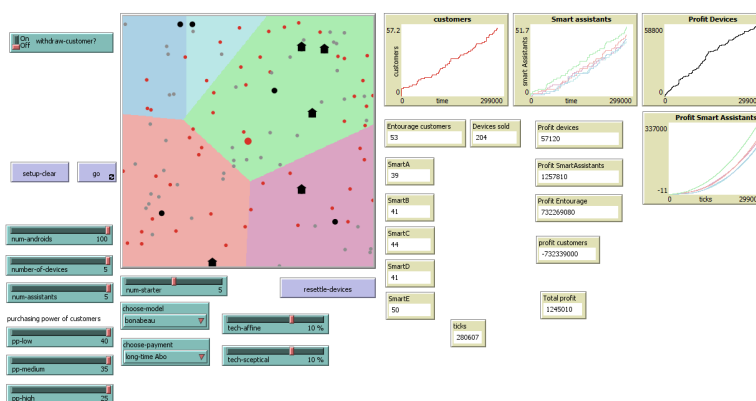 On
Off
withdraw-customer?
setup-clear
go
num-androids 100
number-of-devices 5
num-assistants 5
purchasing power of customers
pp-low 40
pp-medium 35
pp-high 25
num-starter 5
resettle-devices
choose-model
bonabeau
choose-payment
long-time Abo
tech-affine 10 %
tech-sceptical 10 %
customers
57.2
customers
0
0 time 299000
Smart assistants
51.7
smart Assistants
0
0 time 299000
Profit Devices
58800
0
0 299000
Profit Smart Assistants
337000
-11
0 ticks 29900
Entourage customers
53
Devices sold
204
SmartA
39
SmartB
41
SmartC
44
SmartD
41
SmartE
50
ticks
280607
Profit devices
57120
Profit SmartAssistants
1257810
Profit Entourage
732269080
profit customers
-732339000
Total profit
1245010